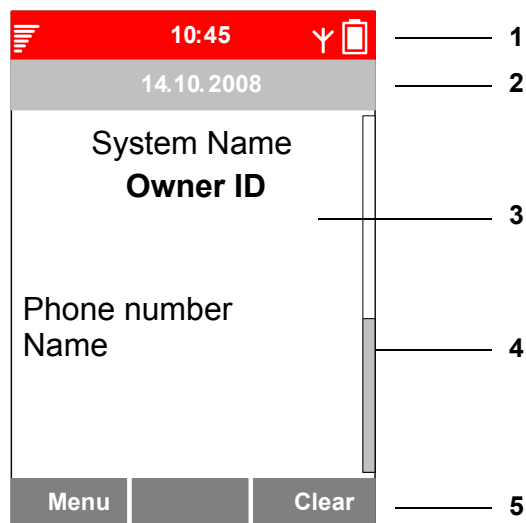 10:45 1
14.10.2008 2
System Name
Owner ID
3
Phone number
Name 4
Menu Clear 5